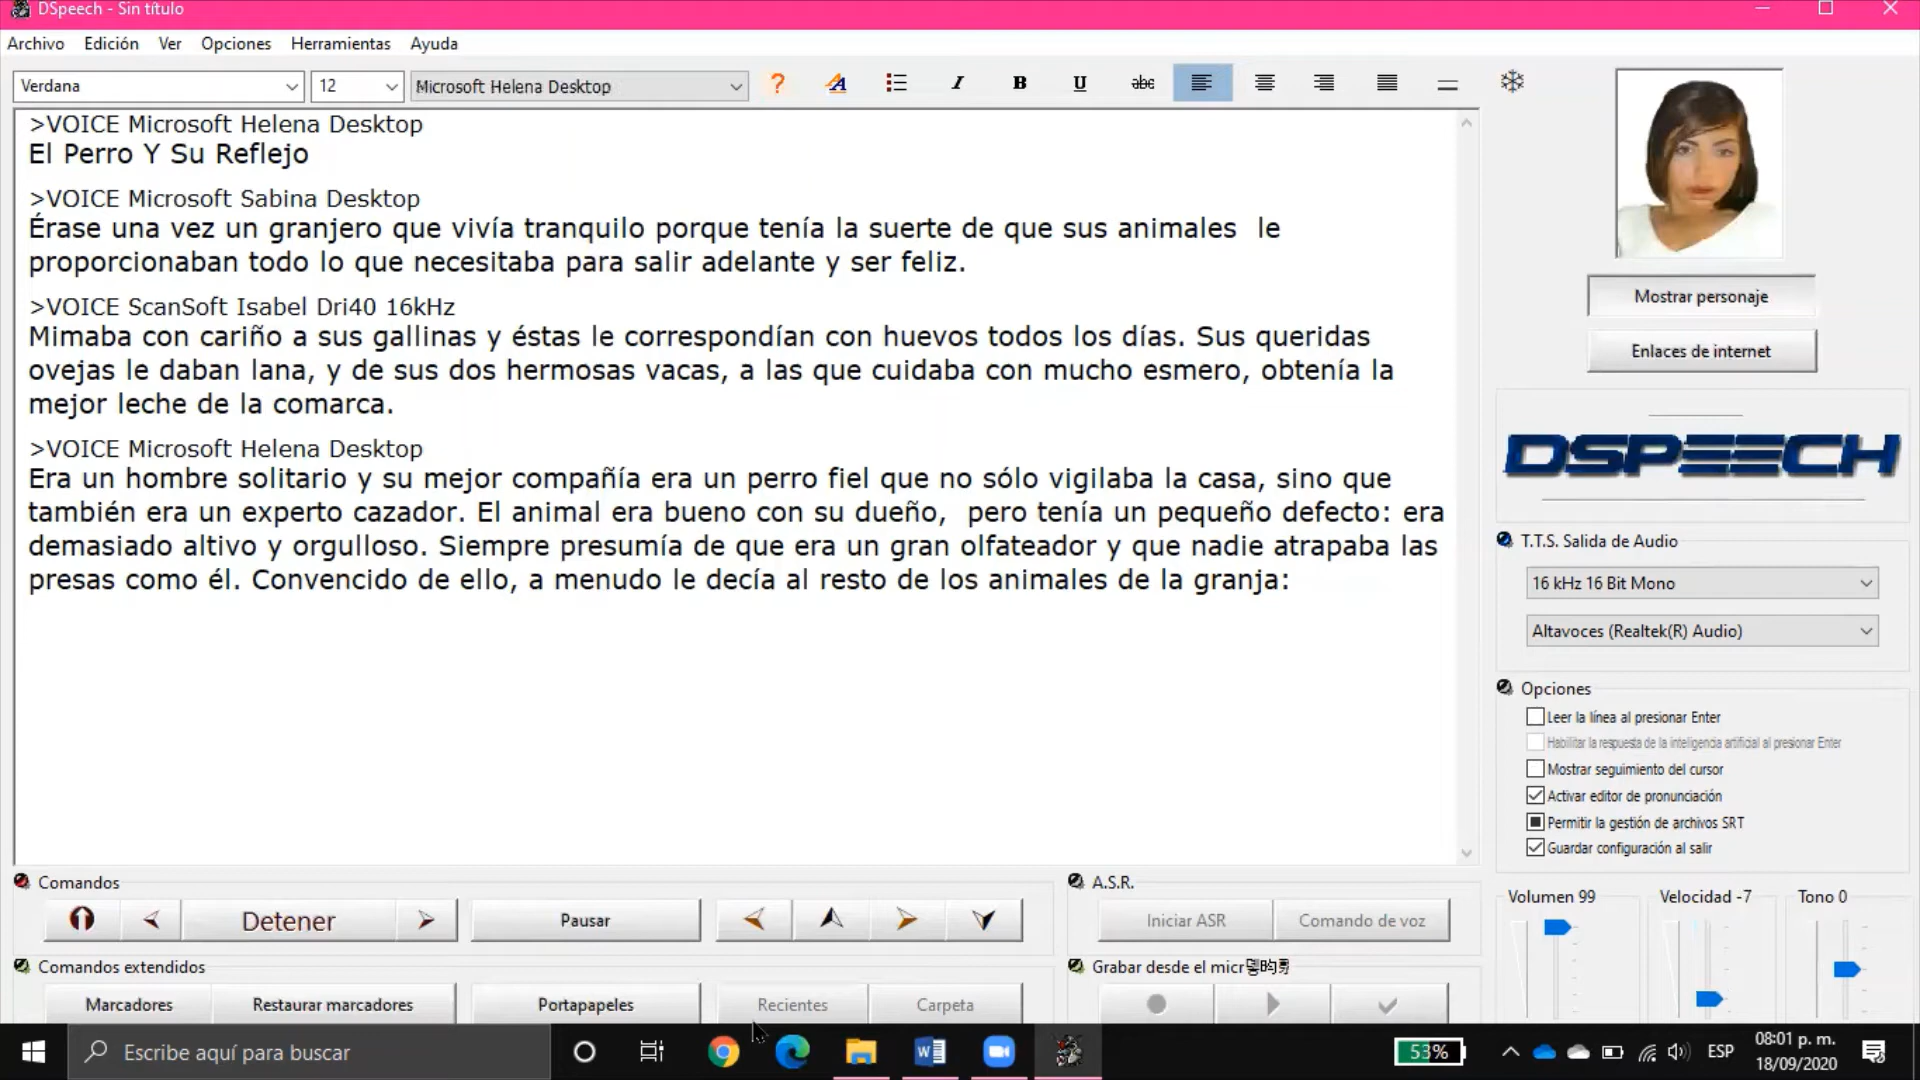 DSpeech - Sin título
Archivo Edición Ver Opciones Herramientas Ayuda
Verdana 12 Microsoft Helena Desktop ? A I B U abc
>VOICE Microsoft Helena Desktop
El Perro Y Su Reflejo
>VOICE Microsoft Sabina Desktop
Érase una vez un granjero que vivía tranquilo porque tenía la suerte de que sus animales  le
proporcionaban todo lo que necesitaba para salir adelante y ser feliz.
>VOICE ScanSoft Isabel Dri40 16kHz
Mimaba con cariño a sus gallinas y éstas le correspondían con huevos todos los días. Sus queridas
ovejas le daban lana, y de sus dos hermosas vacas, a las que cuidaba con mucho esmero, obtenía la
mejor leche de la comarca.
>VOICE Microsoft Helena Desktop
Era un hombre solitario y su mejor compañía era un perro fiel que no sólo vigilaba la casa, sino que
también era un experto cazador. El animal era bueno con su dueño,  pero tenía un pequeño defecto: era
demasiado altivo y orgulloso. Siempre presumía de que era un gran olfateador y que nadie atrapaba las
presas como él. Convencido de ello, a menudo le decía al resto de los animales de la granja:
Mostrar personaje
Enlaces de internet
DSPEECH
T.T.S. Salida de Audio
16 kHz 16 Bit Mono
Altavoces (Realtek(R) Audio)
Opciones
Leer la línea al presionar Enter
Habilitar la respuesta de la inteligencia artificial al presionar Enter
Mostrar seguimiento del cursor
Activar editor de pronunciación
Permitir la gestión de archivos SRT
Guardar configuración al salir
Volumen 99 Velocidad -7 Tono 0
Comandos
Detener Pausar
A.S.R.
Iniciar ASR Comando de voz
Comandos extendidos
Marcadores Restaurar marcadores Portapapeles Recientes Carpeta
Grabar desde el micr
Escribe aquí para buscar
53% ESP 08:01 p. m.
18/09/2020